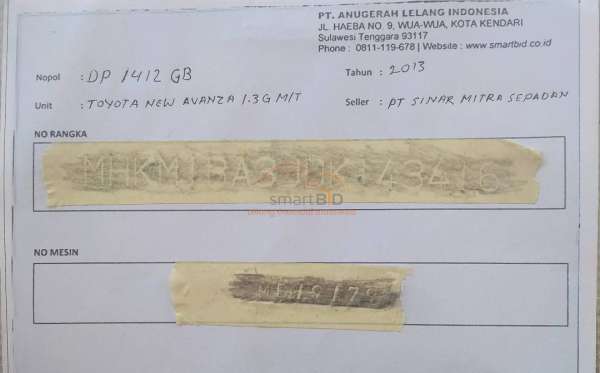 PT. ANUGERAH LELANG INDONESIA
JL. HAEBA NO. 9, WUA-WUA, KOTA KENDARI
Sulawesi Tenggara 93117
Phone : 0811-119-678 | Website : www.smartbid.co.id
Nopol : DP 1412 GB
Tahun : 2013
Unit : TOYOTA NEW AVANZA 1.3 G M/T
Seller : PT SINAR MITRA SEPADAN
NO RANGKA
smartBID
NO MESIN